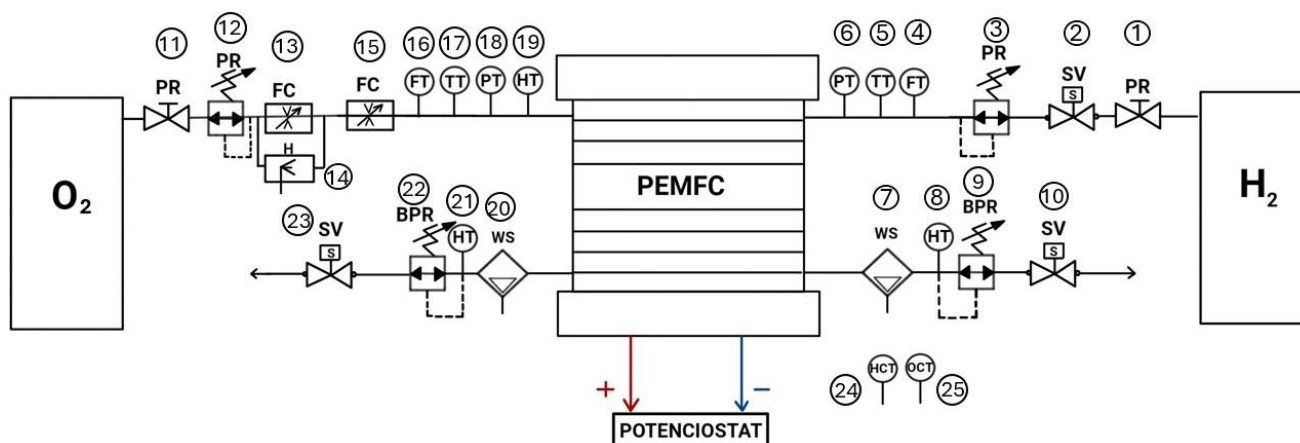 ⑪ ⑫ ⑬ ⑮ ⑯ ⑰ ⑱ ⑲ ⑥ ⑤ ④ ③ ② ①
PR PR FC FC FT TT PT HT PT TT FT PR SV PR
S
H
⑭
O₂
PEMFC
H₂
㉓ ㉒ ㉑ ⑳ ⑦ ⑧ ⑨ ⑩
SV BPR HT WS WS HT BPR SV
S S
㉔ HCT OCT ㉕
+ −
POTENCIOSTAT